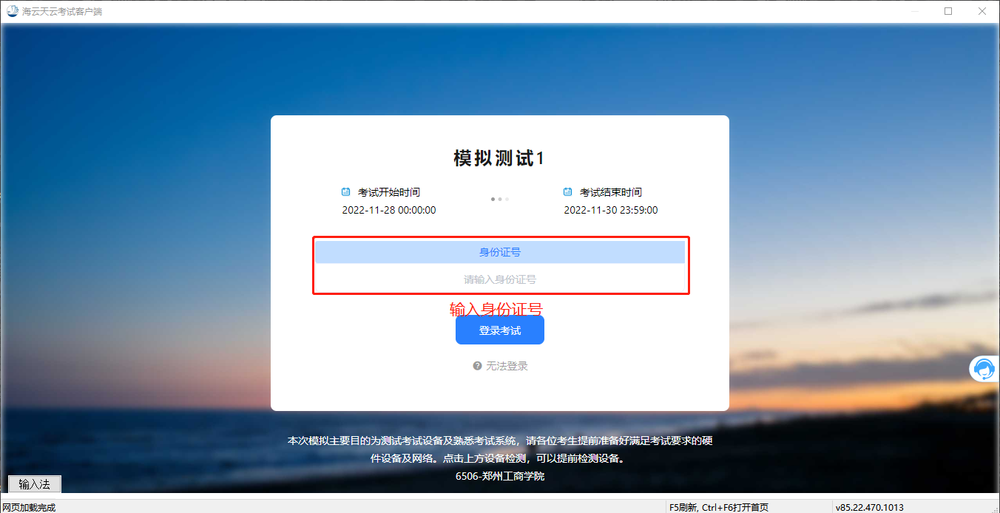 海云天云考试客户端
模拟测试1
考试开始时间
2022-11-28 00:00:00
考试结束时间
2022-11-30 23:59:00
身份证号
请输入身份证号
输入身份证号
登录考试
无法登录
本次模拟主要目的为测试考试设备及熟悉考试系统，请各位考生提前准备好满足考试要求的硬
件设备及网络。点击上方设备检测，可以提前检测设备。
6506-郑州工商学院
输入法
网页加载完成
F5刷新, Ctrl+F6打开首页
v85.22.470.1013